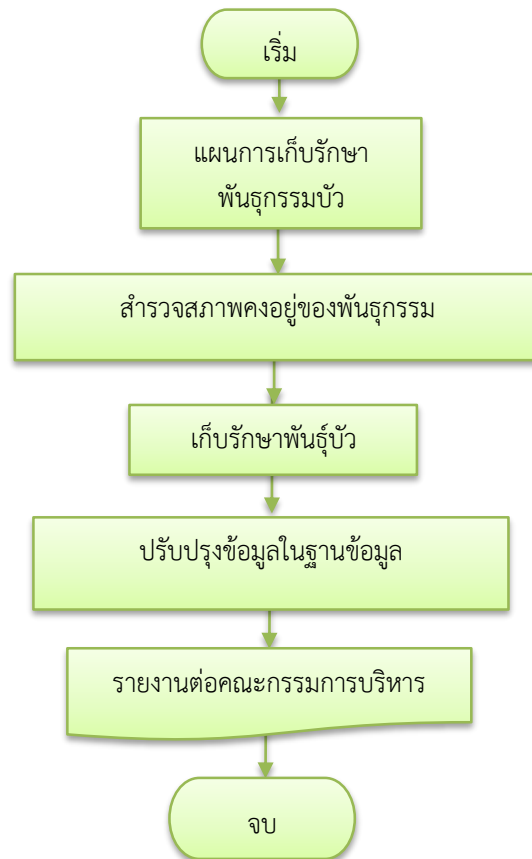 เริ่ม
แผนการเก็บรักษา
พันธุกรรมบัว
สำรวจสภาพคงอยู่ของพันธุกรรม
เก็บรักษาพันธุ์บัว
ปรับปรุงข้อมูลในฐานข้อมูล
รายงานต่อคณะกรรมการบริหาร
จบ